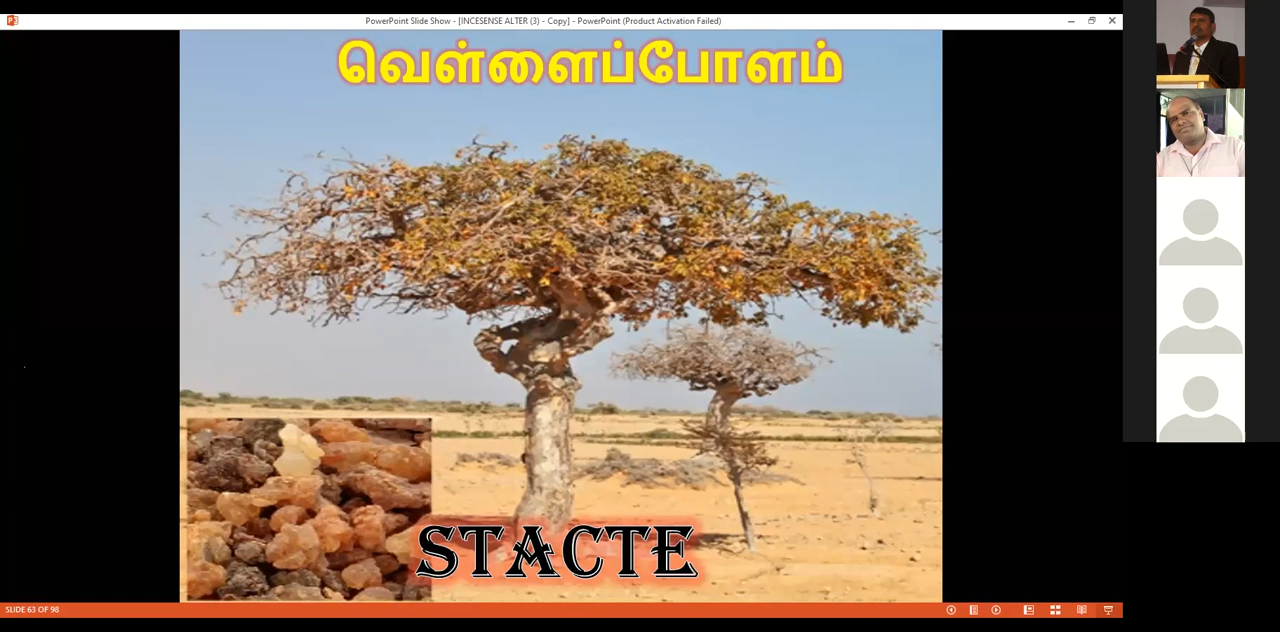 PowerPoint Slide Show - [INCESENSE ALTER (3) - Copy] - PowerPoint (Product Activation Failed)
வெள்ளைப்போளம்
STACTE
SLIDE 63 OF 98